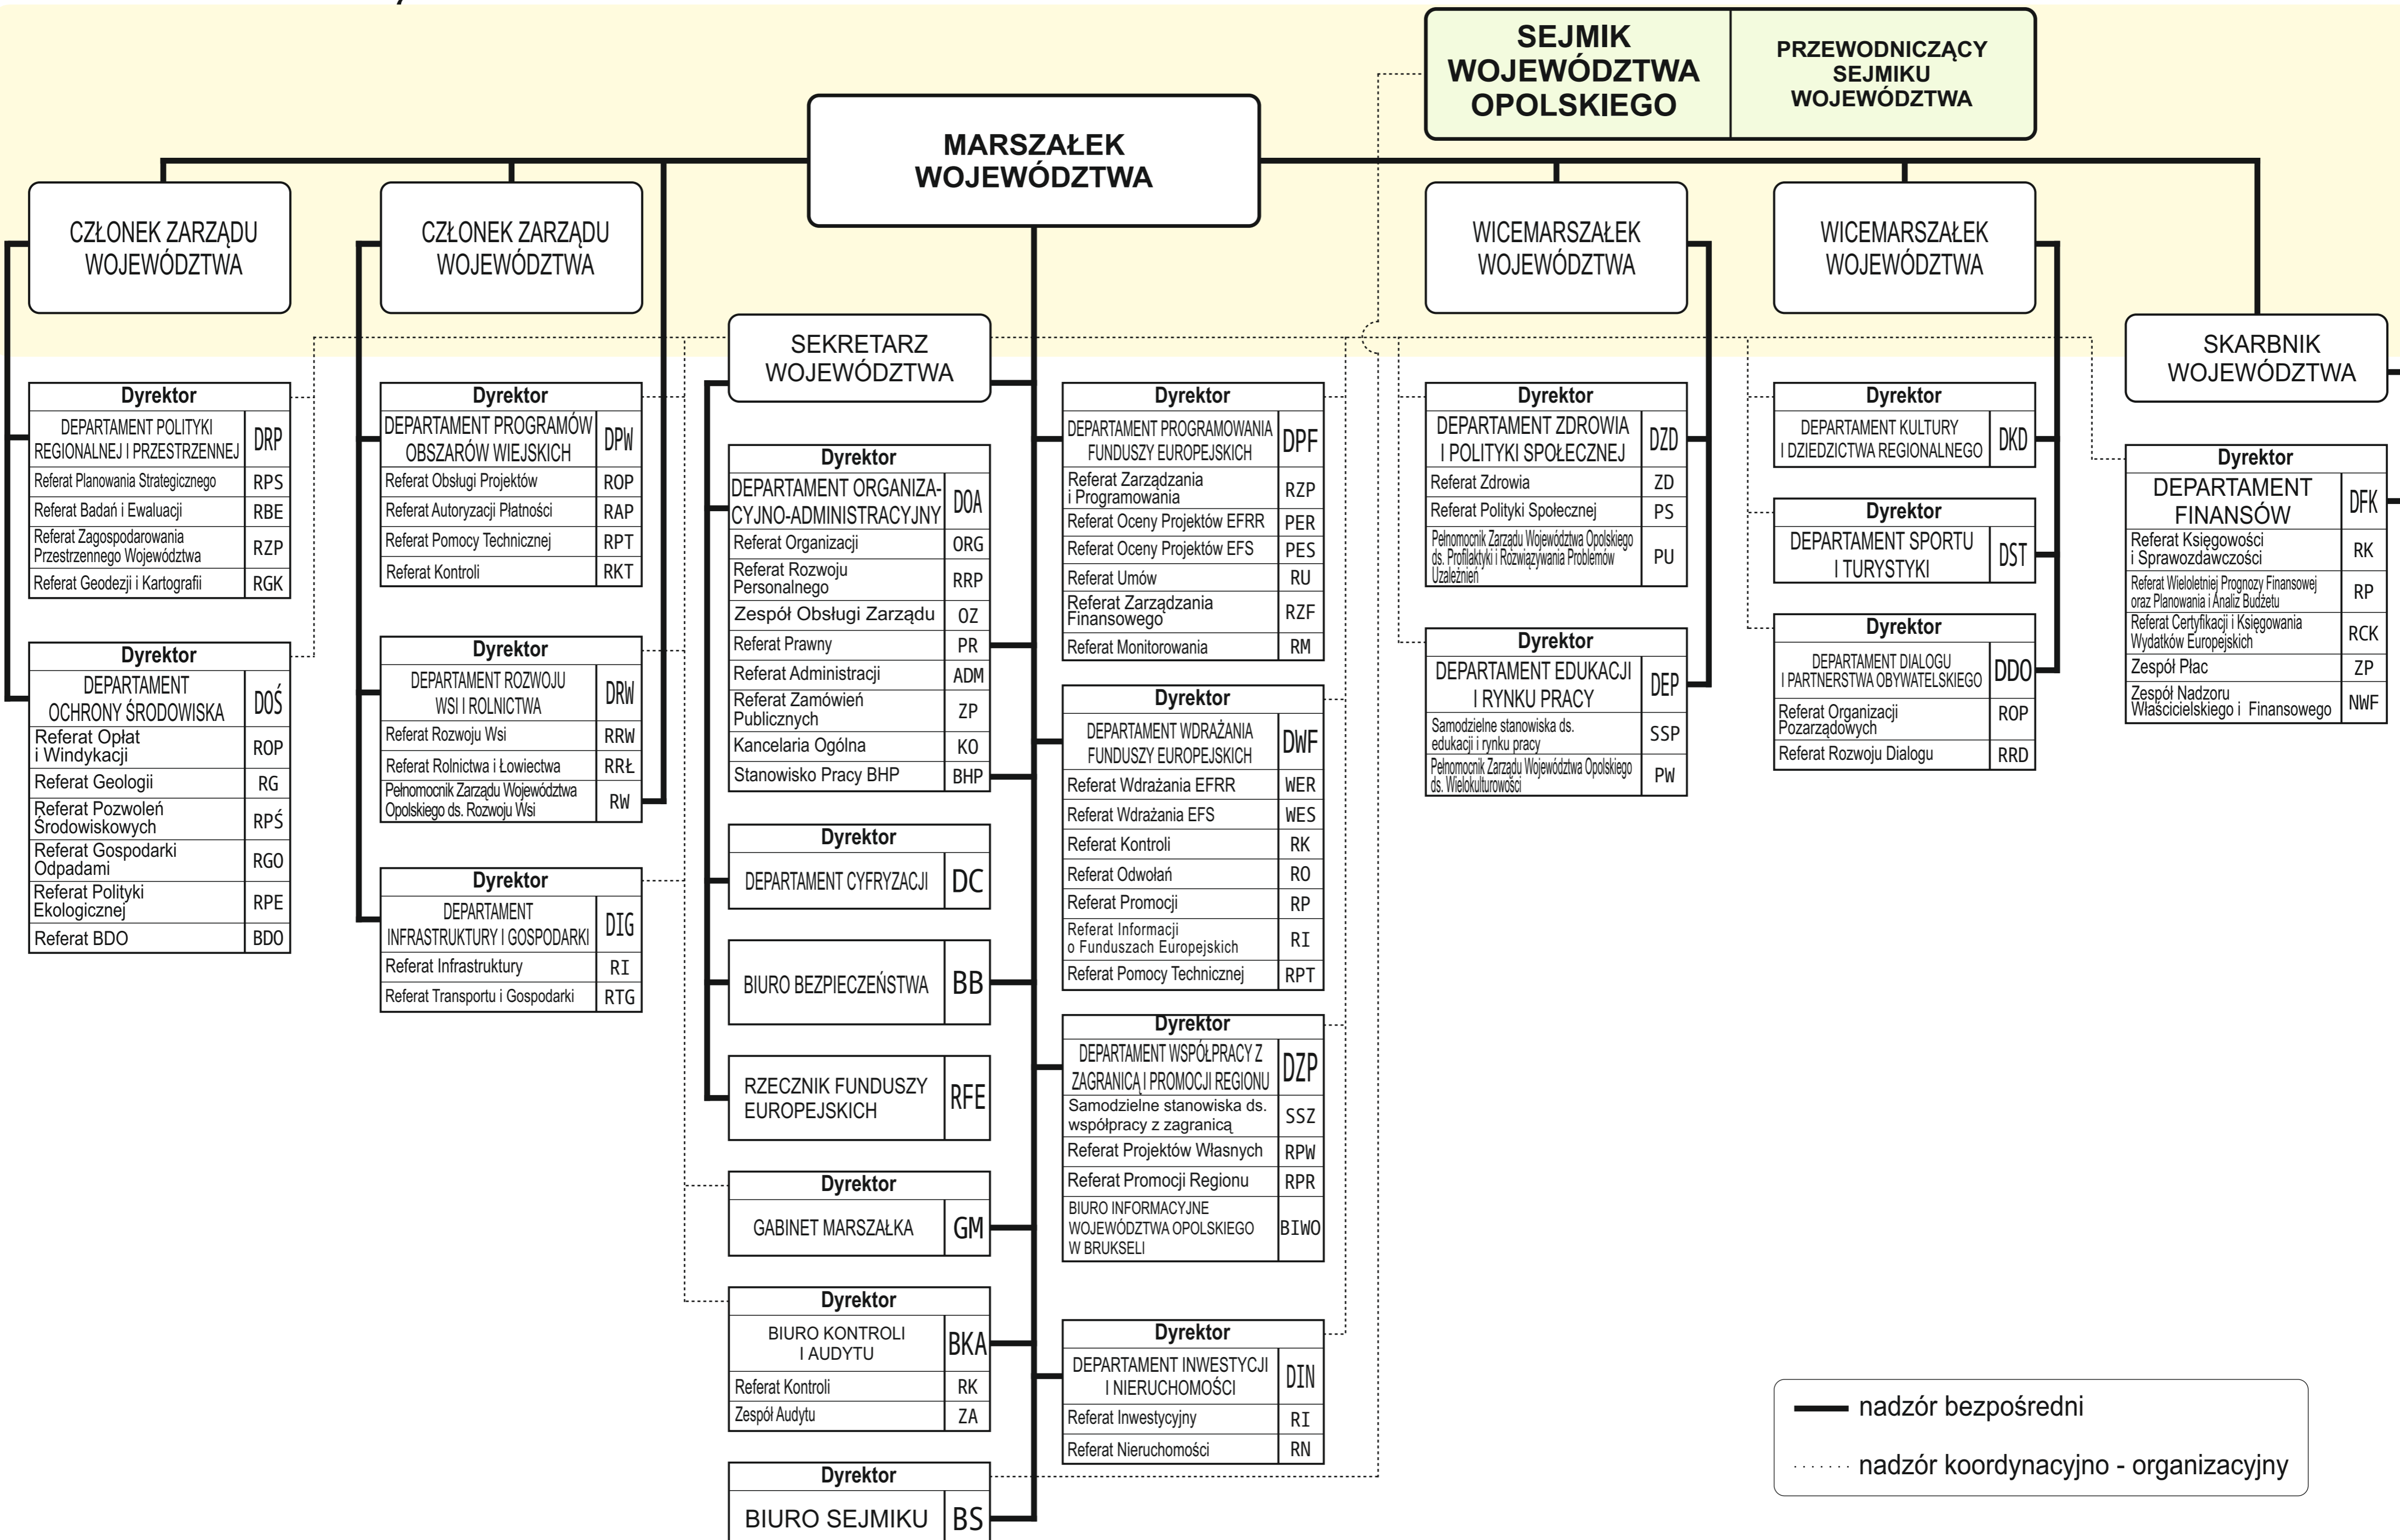 SEJMIK
WOJEWÓDZTWA
OPOLSKIEGO
PRZEWODNICZĄCY
SEJMIKU
WOJEWÓDZTWA
MARSZAŁEK
WOJEWÓDZTWA
CZŁONEK ZARZĄDU
WOJEWÓDZTWA
CZŁONEK ZARZĄDU
WOJEWÓDZTWA
WICEMARSZAŁEK
WOJEWÓDZTWA
WICEMARSZAŁEK
WOJEWÓDZTWA
SEKRETARZ
WOJEWÓDZTWA
SKARBNIK
WOJEWÓDZTWA
Dyrektor
DEPARTAMENT POLITYKI
REGIONALNEJ I PRZESTRZENNEJ
DRP
Referat Planowania Strategicznego RPS
Referat Badań i Ewaluacji RBE
Referat Zagospodarowania
Przestrzennego Województwa
RZP
Referat Geodezji i Kartografii RGK
Dyrektor
DEPARTAMENT
OCHRONY ŚRODOWISKA
DOŚ
Referat Opłat
i Windykacji
ROP
Referat Geologii RG
Referat Pozwoleń
Środowiskowych
RPŚ
Referat Gospodarki
Odpadami
RGO
Referat Polityki
Ekologicznej
RPE
Referat BDO BDO
Dyrektor
DEPARTAMENT PROGRAMÓW
OBSZARÓW WIEJSKICH
DPW
Referat Obsługi Projektów ROP
Referat Autoryzacji Płatności RAP
Referat Pomocy Technicznej RPT
Referat Kontroli RKT
Dyrektor
DEPARTAMENT ROZWOJU
WSI I ROLNICTWA
DRW
Referat Rozwoju Wsi RRW
Referat Rolnictwa i Łowiectwa RRŁ
Pełnomocnik Zarządu Województwa
Opolskiego ds. Rozwoju Wsi
RW
Dyrektor
DEPARTAMENT
INFRASTRUKTURY I GOSPODARKI
DIG
Referat Infrastruktury RI
Referat Transportu i Gospodarki RTG
Dyrektor
DEPARTAMENT ORGANIZA-
CYJNO-ADMINISTRACYJNY
DOA
Referat Organizacji ORG
Referat Rozwoju
Personalnego
RRP
Zespół Obsługi Zarządu OZ
Referat Prawny PR
Referat Administracji ADM
Referat Zamówień
Publicznych
ZP
Kancelaria Ogólna KO
Stanowisko Pracy BHP BHP
Dyrektor
DEPARTAMENT CYFRYZACJI DC
BIURO BEZPIECZEŃSTWA BB
RZECZNIK FUNDUSZY
EUROPEJSKICH
RFE
Dyrektor
GABINET MARSZAŁKA GM
Dyrektor
BIURO KONTROLI
I AUDYTU
BKA
Referat Kontroli RK
Zespół Audytu ZA
Dyrektor
BIURO SEJMIKU BS
Dyrektor
DEPARTAMENT PROGRAMOWANIA
FUNDUSZY EUROPEJSKICH
DPF
Referat Zarządzania
i Programowania
RZP
Referat Oceny Projektów EFRR PER
Referat Oceny Projektów EFS PES
Referat Umów RU
Referat Zarządzania
Finansowego
RZF
Referat Monitorowania RM
Dyrektor
DEPARTAMENT WDRAŻANIA
FUNDUSZY EUROPEJSKICH
DWF
Referat Wdrażania EFRR WER
Referat Wdrażania EFS WES
Referat Kontroli RK
Referat Odwołań RO
Referat Promocji RP
Referat Informacji
o Funduszach Europejskich
RI
Referat Pomocy Technicznej RPT
Dyrektor
DEPARTAMENT WSPÓŁPRACY Z
ZAGRANICĄ I PROMOCJI REGIONU
DZP
Samodzielne stanowiska ds.
współpracy z zagranicą
SSZ
Referat Projektów Własnych RPW
Referat Promocji Regionu RPR
BIURO INFORMACYJNE
WOJEWÓDZTWA OPOLSKIEGO
W BRUKSELI
BIWO
Dyrektor
DEPARTAMENT INWESTYCJI
I NIERUCHOMOŚCI
DIN
Referat Inwestycyjny RI
Referat Nieruchomości RN
Dyrektor
DEPARTAMENT ZDROWIA
I POLITYKI SPOŁECZNEJ
DZD
Referat Zdrowia ZD
Referat Polityki Społecznej PS
Pełnomocnik Zarządu Województwa Opolskiego
ds. Profilaktyki i Rozwiązywania Problemów
Uzależnień
PU
Dyrektor
DEPARTAMENT EDUKACJI
I RYNKU PRACY
DEP
Samodzielne stanowiska ds.
edukacji i rynku pracy
SSP
Pełnomocnik Zarządu Województwa Opolskiego
ds. Wielokulturowości
PW
Dyrektor
DEPARTAMENT KULTURY
I DZIEDZICTWA REGIONALNEGO
DKD
Dyrektor
DEPARTAMENT SPORTU
I TURYSTYKI
DST
Dyrektor
DEPARTAMENT DIALOGU
I PARTNERSTWA OBYWATELSKIEGO
DDO
Referat Organizacji
Pozarządowych
ROP
Referat Rozwoju Dialogu RRD
Dyrektor
DEPARTAMENT
FINANSÓW
DFK
Referat Księgowości
i Sprawozdawczości
RK
Referat Wieloletniej Prognozy Finansowej
oraz Planowania i Analiz Budżetu
RP
Referat Certyfikacji i Księgowania
Wydatków Europejskich
RCK
Zespół Płac ZP
Zespół Nadzoru
Właścicielskiego i Finansowego
NWF
nadzór bezpośredni
nadzór koordynacyjno - organizacyjny